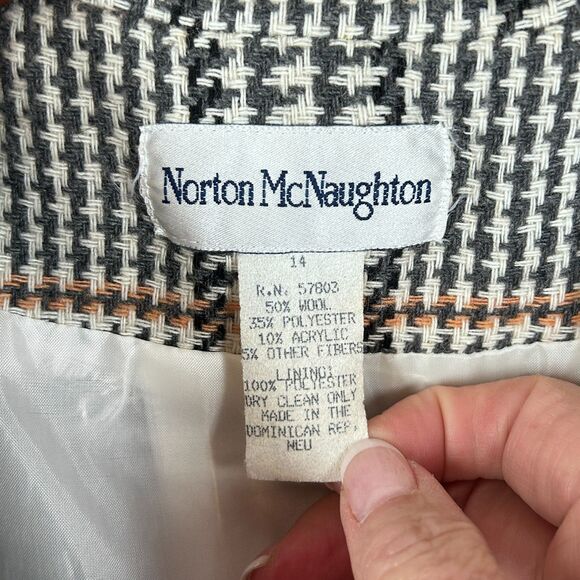 Norton McNaughton
14
R.N. 57803
50% WOOL
35% POLYESTER
10% ACRYLIC
5% OTHER FIBERS
LINING:
100% POLYESTER
DRY CLEAN ONLY
MADE IN THE
DOMINICAN REP.
NEU